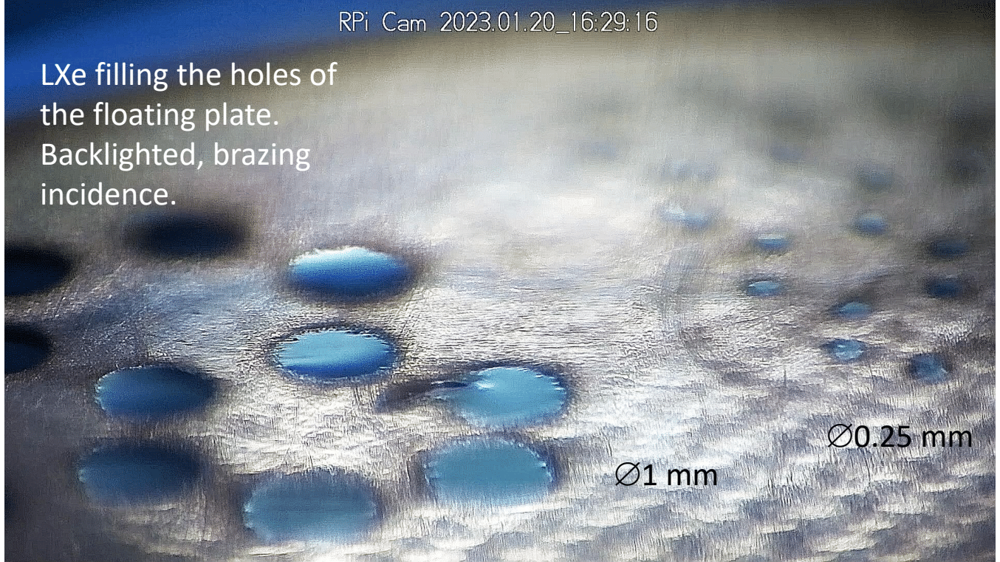 RPi Cam 2023.01.20_16:29:16
LXe filling the holes of
the floating plate.
Backlighted, brazing
incidence.
∅0.25 mm
∅1 mm